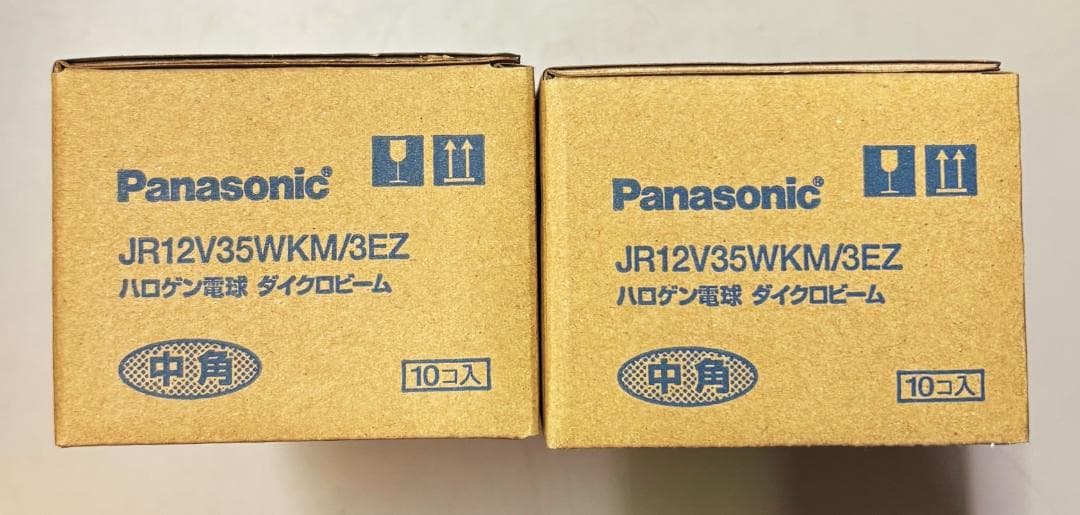 Panasonic®
JR12V35WKM/3EZ
ハロゲン電球 ダイクロビーム
中角
10コ入
Panasonic®
JR12V35WKM/3EZ
ハロゲン電球 ダイクロビーム
中角
10コ入